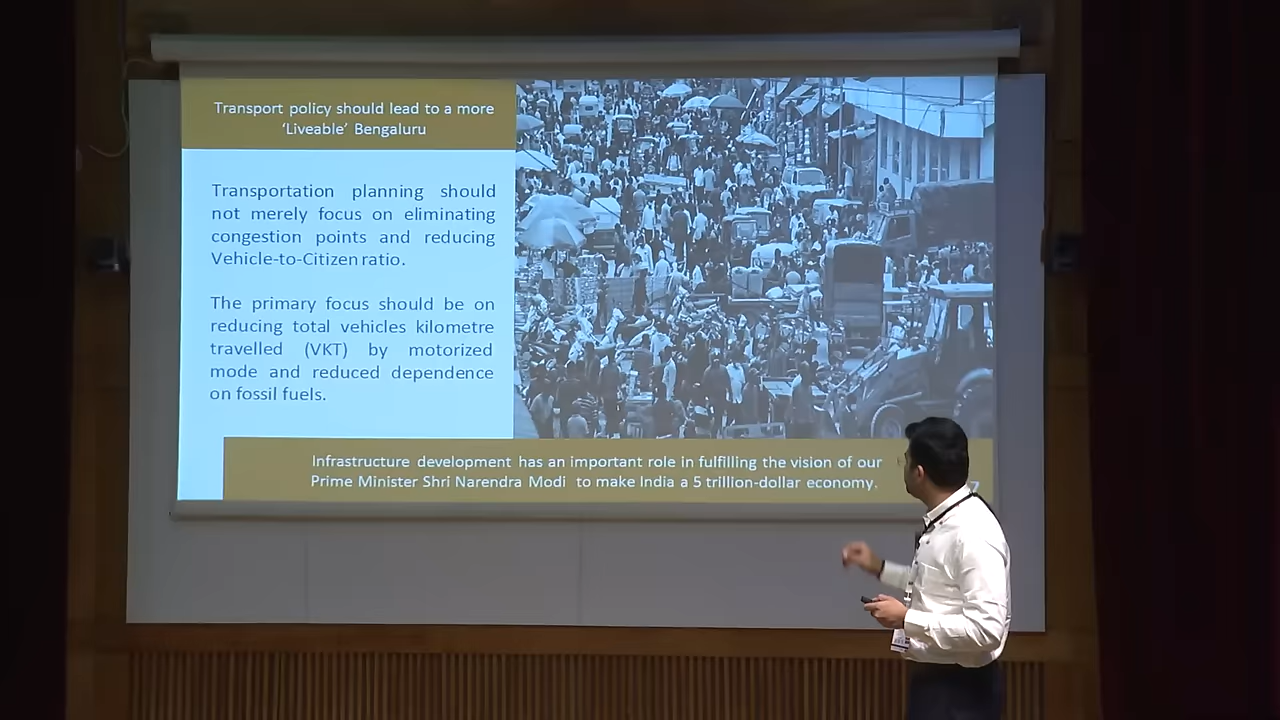 Transport policy should lead to a more
‘Liveable’ Bengaluru
Transportation planning should
not merely focus on eliminating
congestion points and reducing
Vehicle-to-Citizen ratio.
The primary focus should be on
reducing total vehicles kilometre
travelled (VKT) by motorized
mode and reduced dependence
on fossil fuels.
Infrastructure development has an important role in fulfilling the vision of our
Prime Minister Shri Narendra Modi to make India a 5 trillion-dollar economy.